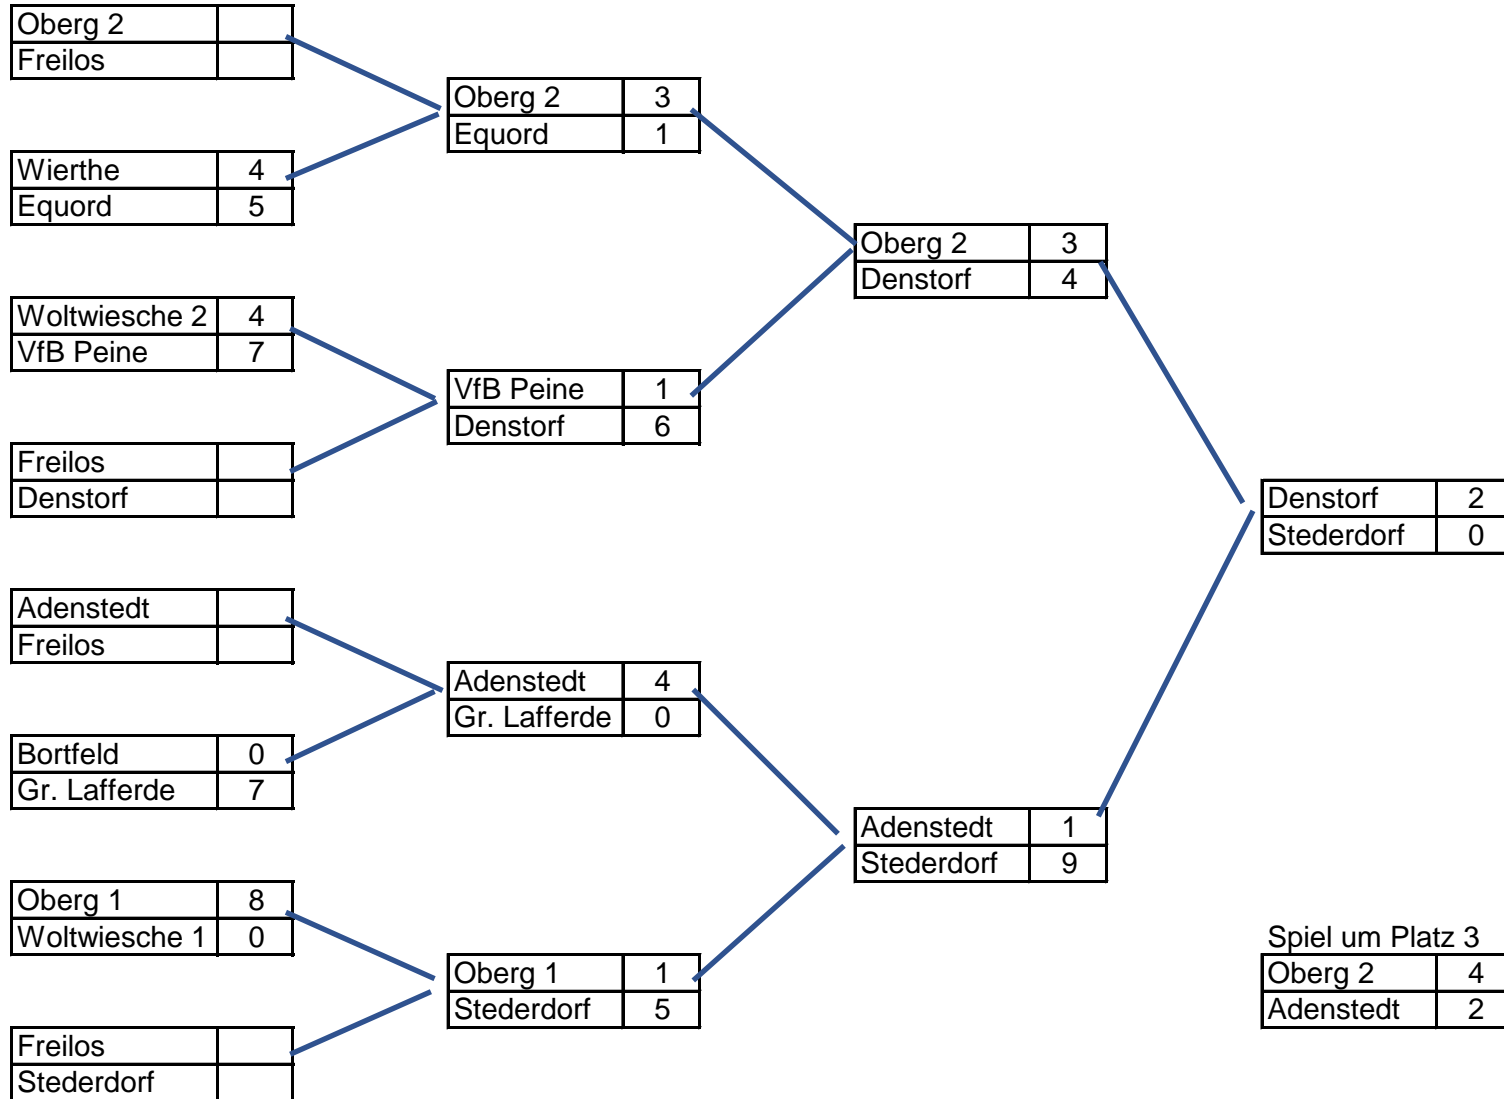 Oberg 2
Freilos
Wierthe 4
Equord 5
Woltwiesche 2 4
VfB Peine 7
Freilos
Denstorf
Adenstedt
Freilos
Bortfeld 0
Gr. Lafferde 7
Oberg 1 8
Woltwiesche 1 0
Freilos
Stederdorf
Oberg 2 3
Equord 1
VfB Peine 1
Denstorf 6
Adenstedt 4
Gr. Lafferde 0
Oberg 1 1
Stederdorf 5
Oberg 2 3
Denstorf 4
Adenstedt 1
Stederdorf 9
Denstorf 2
Stederdorf 0
Spiel um Platz 3
Oberg 2 4
Adenstedt 2